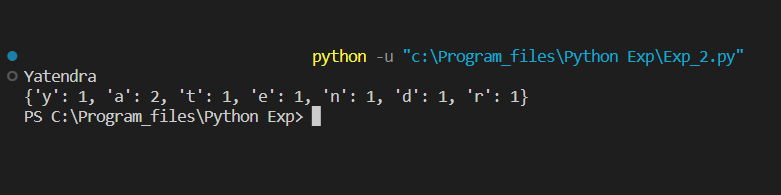 python -u "c:\Program_files\Python Exp\Exp_2.py"
Yatendra
{'y': 1, 'a': 2, 't': 1, 'e': 1, 'n': 1, 'd': 1, 'r': 1}
PS C:\Program_files\Python Exp>